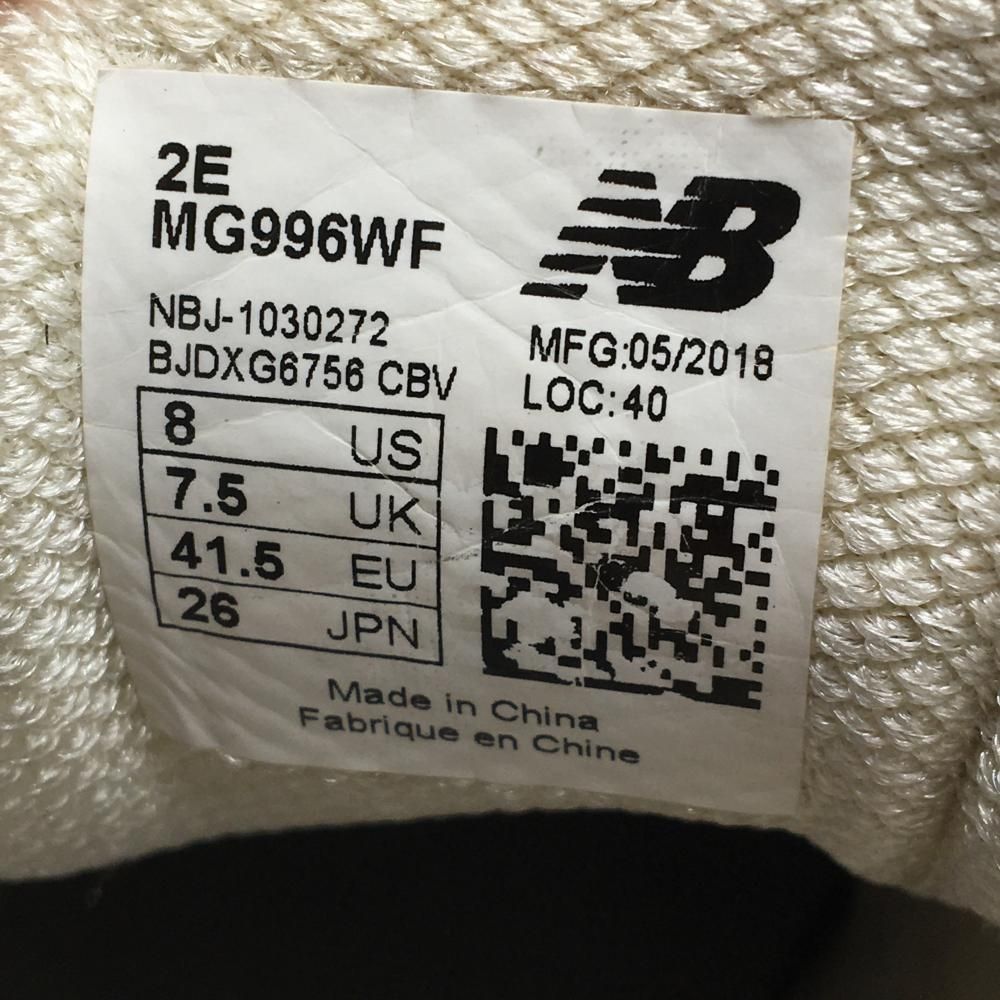 2E
MG996WF
NBJ-1030272
BJDXG6756 CBV
8 US
7.5 UK
41.5 EU
26 JPN
NB
MFG:05/2018
LOC:40
Made in China
Fabrique en Chine